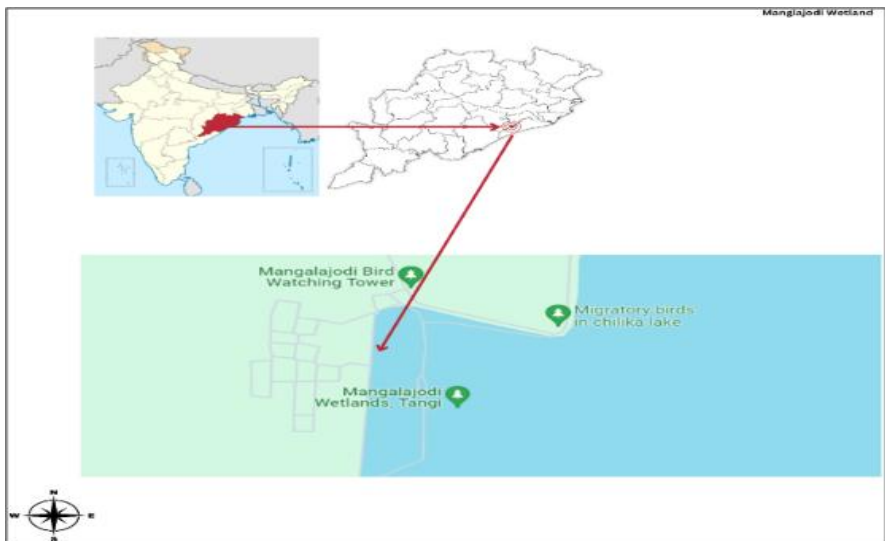 Manglajodi Wetland
Mangalajodi Bird
Watching Tower
Migratory birds
in chilika lake
Mangalajodi
Wetlands, Tangi
N
W
E
S